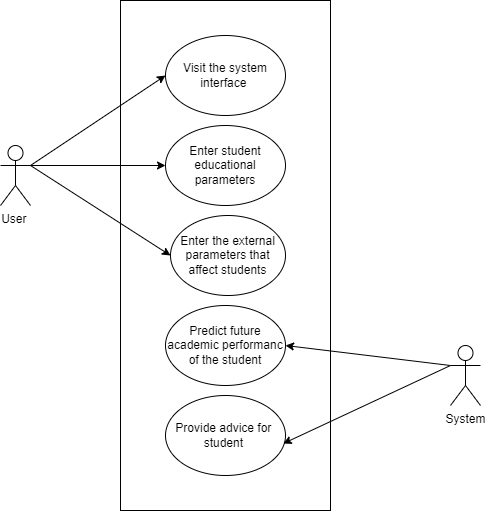 Visit the system
interface
Enter student
educational
parameters
User
Enter the external
parameters that
affect students
Predict future
academic performanc
of the student
System
Provide advice for
student